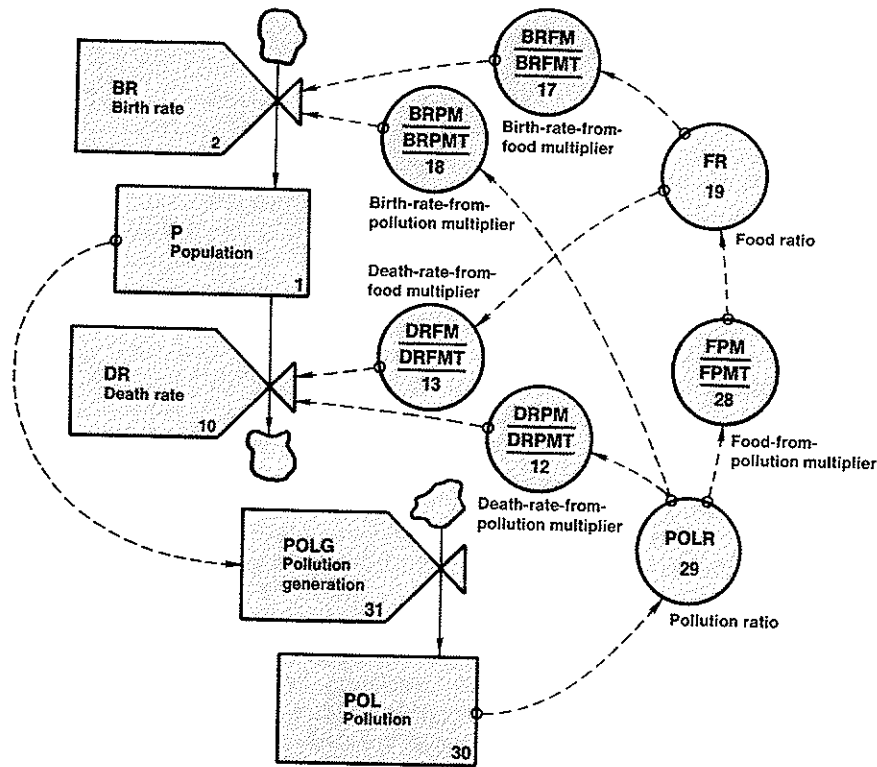 BRFM
BRFMT
17
BR
Birth rate
2
BRPM
BRPMT
18
Birth-rate-from-
food multiplier
FR
19
Birth-rate-from-
pollution multiplier
P
Population
1
Food ratio
Death-rate-from-
food multiplier
DRFM
DRFMT
13
FPM
FPMT
28
DR
Death rate
10
DRPM
DRPMT
12
Food-from-
pollution multiplier
Death-rate-from-
pollution multiplier
POLG
Pollution
generation
31
POLR
29
Pollution ratio
POL
Pollution
30